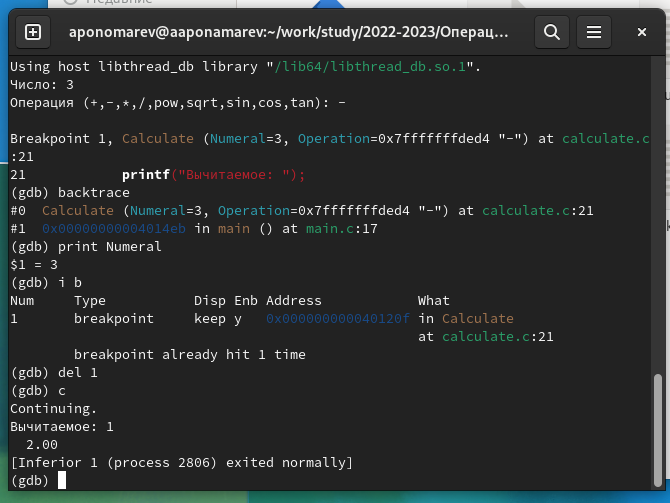 Недавние
aponomarev@aaponamarev:~/work/study/2022-2023/Операц...
Using host libthread_db library "/lib64/libthread_db.so.1".
Число: 3
Операция (+,-,*,/,pow,sqrt,sin,cos,tan): -
Breakpoint 1, Calculate (Numeral=3, Operation=0x7fffffffded4 "-") at calculate.c
:21
21 printf("Вычитаемое: ");
(gdb) backtrace
#0 Calculate (Numeral=3, Operation=0x7fffffffded4 "-") at calculate.c:21
#1 0x00000000004014eb in main () at main.c:17
(gdb) print Numeral
$1 = 3
(gdb) i b
Num Type Disp Enb Address What
1 breakpoint keep y 0x000000000040120f in Calculate
at calculate.c:21
breakpoint already hit 1 time
(gdb) del 1
(gdb) c
Continuing.
Вычитаемое: 1
2.00
[Inferior 1 (process 2806) exited normally]
(gdb)